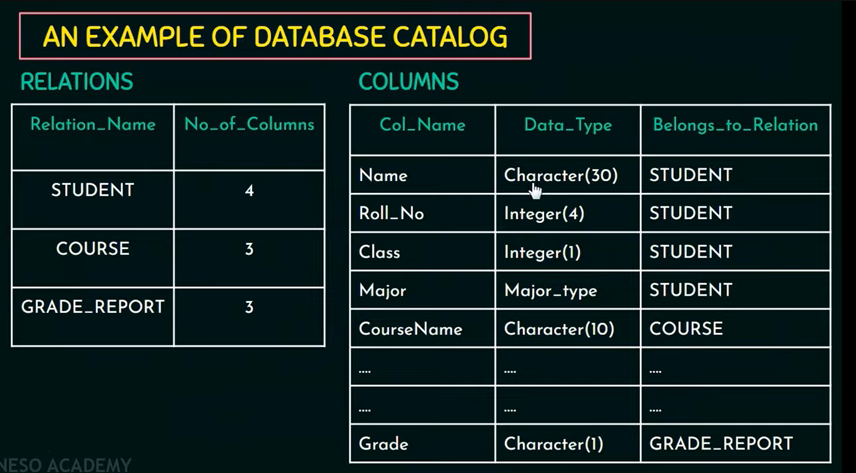 AN EXAMPLE OF DATABASE CATALOG
RELATIONS
Relation_Name No_of_Columns
STUDENT 4
COURSE 3
GRADE_REPORT 3
COLUMNS
Col_Name Data_Type Belongs_to_Relation
Name Character(30) STUDENT
Roll_No Integer(4) STUDENT
Class Integer(1) STUDENT
Major Major_type STUDENT
CourseName Character(10) COURSE
.... .... ....
.... .... ....
Grade Character(1) GRADE_REPORT
NESO ACADEMY